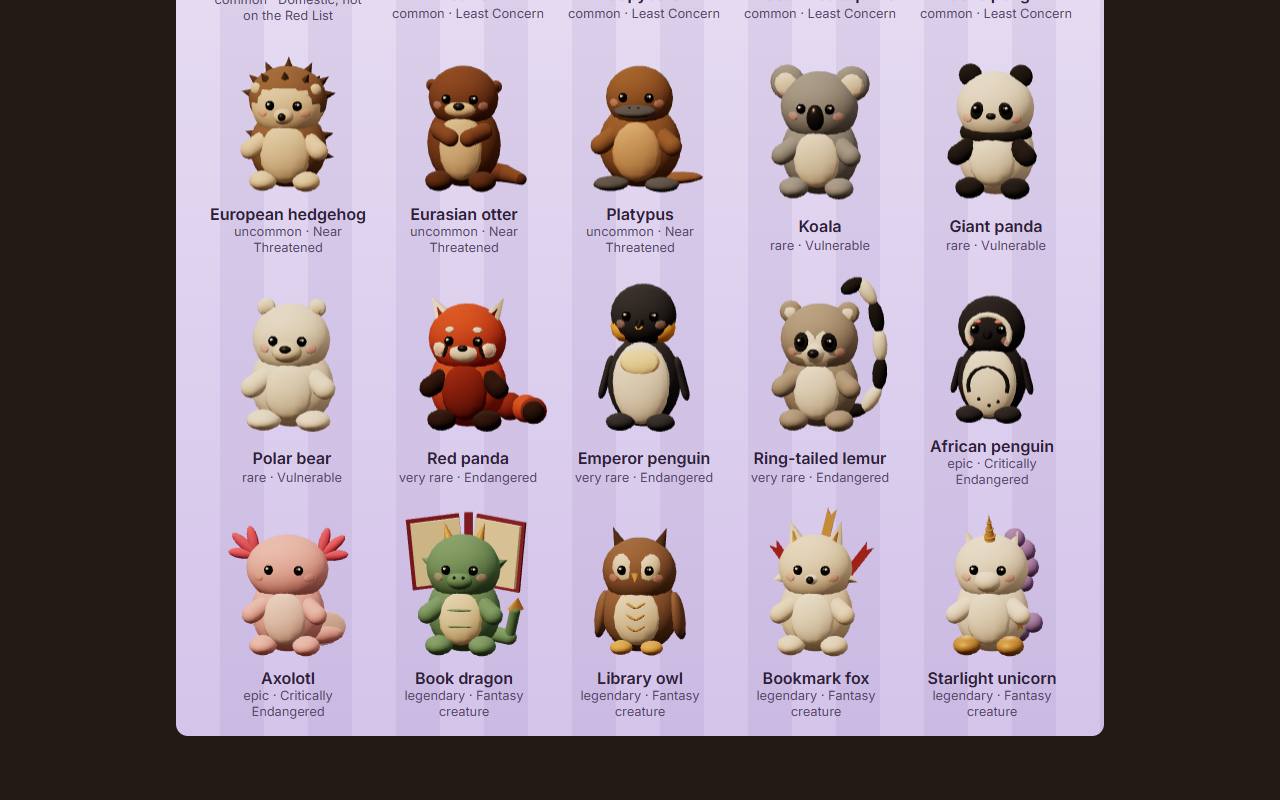 common · Domestic, not
on the Red List
common · Least Concern
common · Least Concern
common · Least Concern
common · Least Concern
European hedgehog
uncommon · Near
Threatened
Eurasian otter
uncommon · Near
Threatened
Platypus
uncommon · Near
Threatened
Koala
rare · Vulnerable
Giant panda
rare · Vulnerable
Polar bear
rare · Vulnerable
Red panda
very rare · Endangered
Emperor penguin
very rare · Endangered
Ring-tailed lemur
very rare · Endangered
African penguin
epic · Critically
Endangered
Axolotl
epic · Critically
Endangered
Book dragon
legendary · Fantasy
creature
Library owl
legendary · Fantasy
creature
Bookmark fox
legendary · Fantasy
creature
Starlight unicorn
legendary · Fantasy
creature